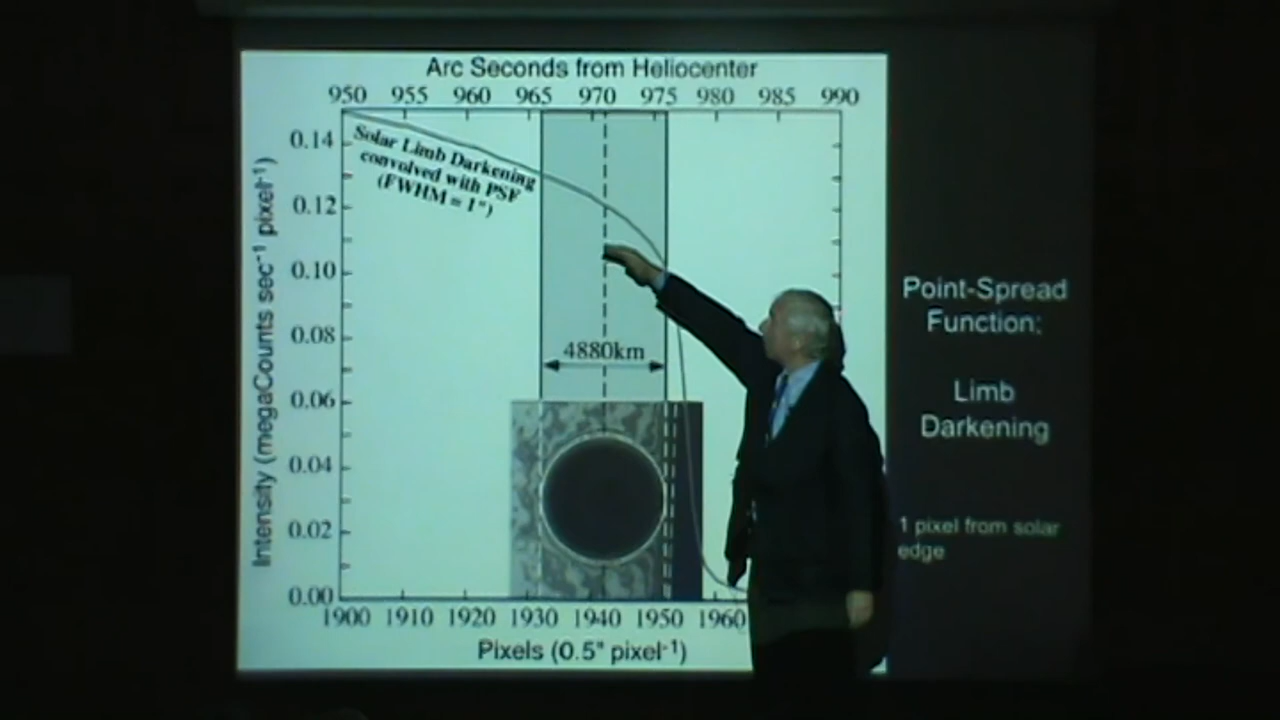 Arc Seconds from Heliocenter
950 955 960 965 970 975 980 985 990
Solar Limb Darkening
convolved with PSF
(FWHM = 1")
Intensity (megaCounts sec⁻¹ pixel⁻¹)
0.14
0.12
0.10
0.08
0.06
0.04
0.02
0.00
4880km
1900 1910 1920 1930 1940 1950 1960
Pixels (0.5" pixel⁻¹)
Point-Spread
Function:
Limb
Darkening
1 pixel from solar
edge